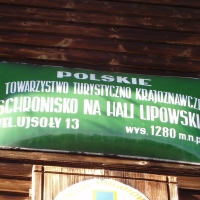 POLSKIE
TOWARZYSTWO TURYSTYCZNO KRAJOZNAWCZE
SCHRONISKO NA HALI LIPOWSKIEJ
TEL. UJSOŁY 13 WYS. 1280 m.n.p.